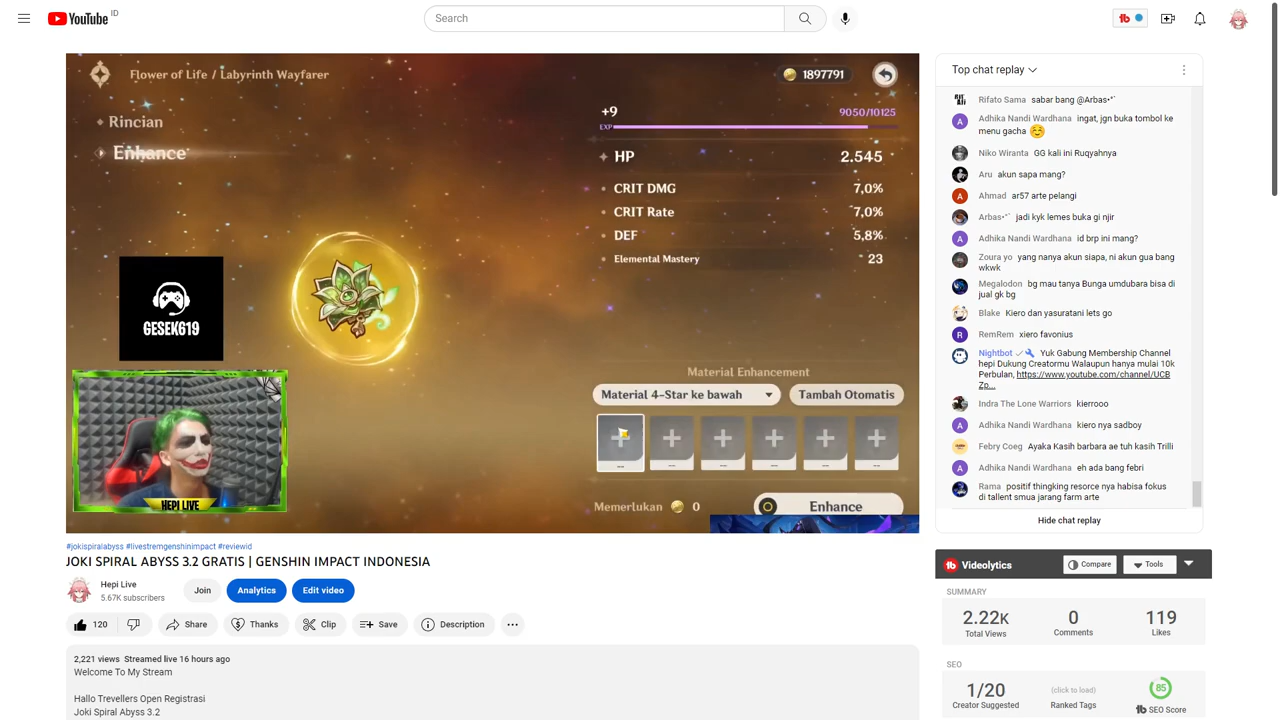 YouTube ID
Search
Flower of Life / Labyrinth Wayfarer
1897791
Rincian
Enhance
+9
9050/10125
EXP
HP 2.545
CRIT DMG 7,0%
CRIT Rate 7,0%
DEF 5,8%
Elemental Mastery 23
GESEK619
HEPI LIVE
Material Enhancement
Material 4-Star ke bawah
Tambah Otomatis
Memerlukan 0
Enhance
#jokispiralabyss #livestremgenshinimpact #reviewid
JOKI SPIRAL ABYSS 3.2 GRATIS | GENSHIN IMPACT INDONESIA
Hepi Live
5.67K subscribers
Join
Analytics
Edit video
120
Share
Thanks
Clip
Save
Description
2,221 views Streamed live 16 hours ago
Welcome To My Stream
Hallo Trevellers Open Registrasi
Joki Spiral Abyss 3.2
Top chat replay
Rifato Sama sabar bang @Arbas•*¨
Adhika Nandi Wardhana ingat, jgn buka tombol ke
menu gacha
Niko Wiranta GG kali ini Ruqyahnya
Aru akun sapa mang?
Ahmad ar57 arte pelangi
Arbas•*¨ jadi kyk lemes buka gi njir
Adhika Nandi Wardhana id brp ini mang?
Zoura yo yang nanya akun siapa, ni akun gua bang
wkwk
Megalodon bg mau tanya Bunga umdubara bisa di
jual gk bg
Blake Kiero dan yasuratani lets go
RemRem xiero favonius
Nightbot Yuk Gabung Membership Channel
hepi Dukung Creatormu Walaupun hanya mulai 10k
Perbulan, https://www.youtube.com/channel/UCB
Zp...
Indra The Lone Warriors kierrooo
Adhika Nandi Wardhana kiero nya sadboy
Febry Coeg Ayaka Kasih barbara ae tuh kasih Trilli
Adhika Nandi Wardhana eh ada bang febri
Rama positif thingking resorce nya habisa fokus
di tallent smua jarang farm arte
Hide chat replay
tb Videolytics
Compare
Tools
SUMMARY
2.22K
Total Views
0
Comments
119
Likes
SEO
1/20
Creator Suggested
(click to load)
Ranked Tags
85
tb SEO Score